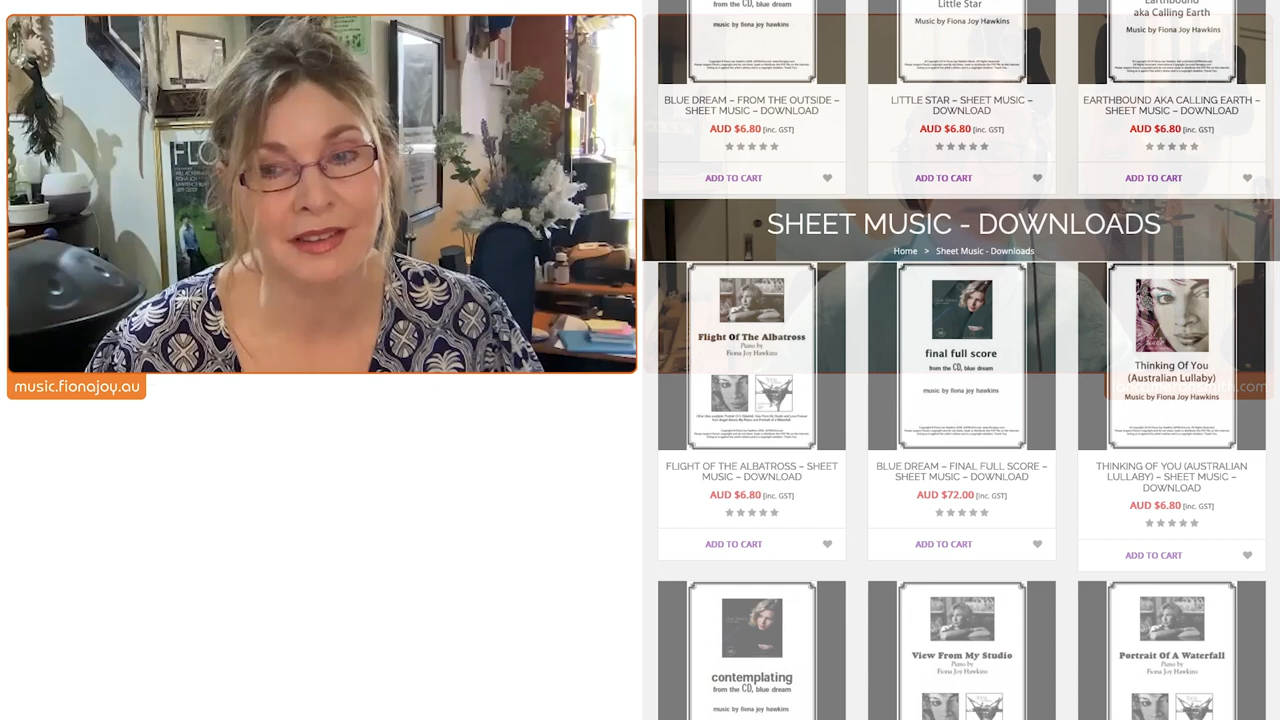 FLO
music.fionajoy.au
from the CD, blue dream
music by fiona joy hawkins
Little Star
Music by Fiona Joy Hawkins
Earthbound
aka Calling Earth
Music by Fiona Joy Hawkins
BLUE DREAM – FROM THE OUTSIDE –
SHEET MUSIC – DOWNLOAD
AUD $6.80 [inc. GST]
ADD TO CART
LITTLE STAR – SHEET MUSIC –
DOWNLOAD
AUD $6.80 [inc. GST]
ADD TO CART
EARTHBOUND AKA CALLING EARTH –
SHEET MUSIC – DOWNLOAD
AUD $6.80 [inc. GST]
ADD TO CART
SHEET MUSIC - DOWNLOADS
Home > Sheet Music - Downloads
Flight Of The Albatross
Piano by
Fiona Joy Hawkins
final full score
from the CD, blue dream
music by fiona joy hawkins
Thinking Of You
(Australian Lullaby)
Music by Fiona Joy Hawkins
FLIGHT OF THE ALBATROSS – SHEET
MUSIC – DOWNLOAD
AUD $6.80 [inc. GST]
ADD TO CART
BLUE DREAM – FINAL FULL SCORE –
SHEET MUSIC – DOWNLOAD
AUD $72.00 [inc. GST]
ADD TO CART
THINKING OF YOU (AUSTRALIAN
LULLABY) – SHEET MUSIC –
DOWNLOAD
AUD $6.80 [inc. GST]
ADD TO CART
contemplating
from the CD, blue dream
music by fiona joy hawkins
View From My Studio
Piano by
Fiona Joy Hawkins
Portrait Of A Waterfall
Piano by
Fiona Joy Hawkins